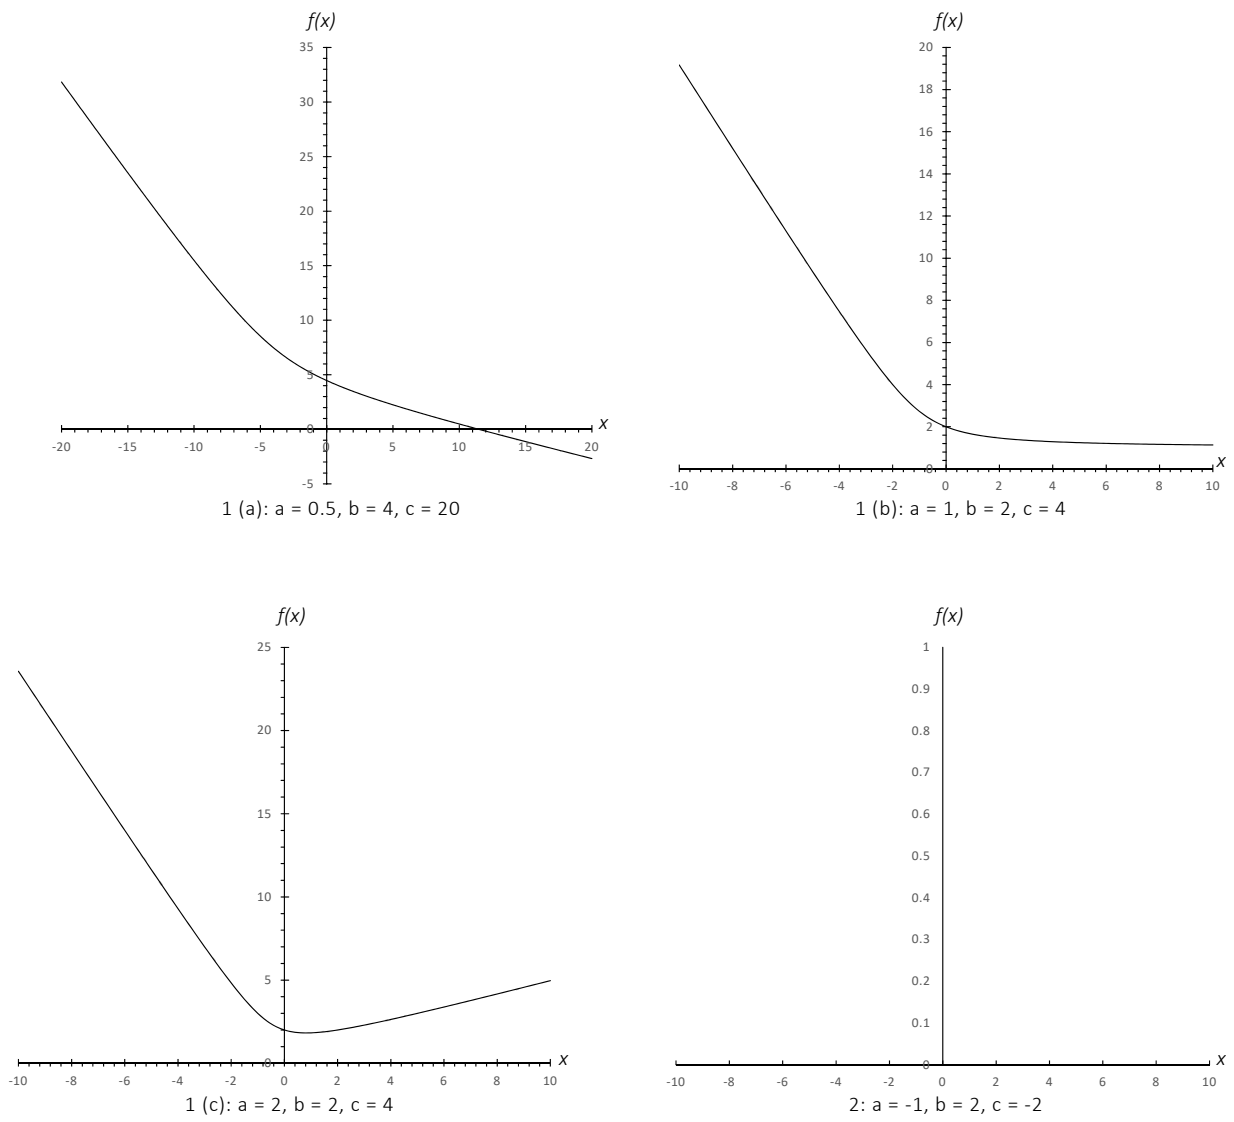 f(x)
35
30
25
20
15
10
5
0
-5
-20 -15 -10 -5 0 5 10 15 20
x
1 (a): a = 0.5, b = 4, c = 20
f(x)
20
18
16
14
12
10
8
6
4
2
0
-10 -8 -6 -4 -2 0 2 4 6 8 10
x
1 (b): a = 1, b = 2, c = 4
f(x)
25
20
15
10
5
0
-10 -8 -6 -4 -2 0 2 4 6 8 10
x
1 (c): a = 2, b = 2, c = 4
f(x)
1
0.9
0.8
0.7
0.6
0.5
0.4
0.3
0.2
0.1
0
-10 -8 -6 -4 -2 0 2 4 6 8 10
x
2: a = -1, b = 2, c = -2